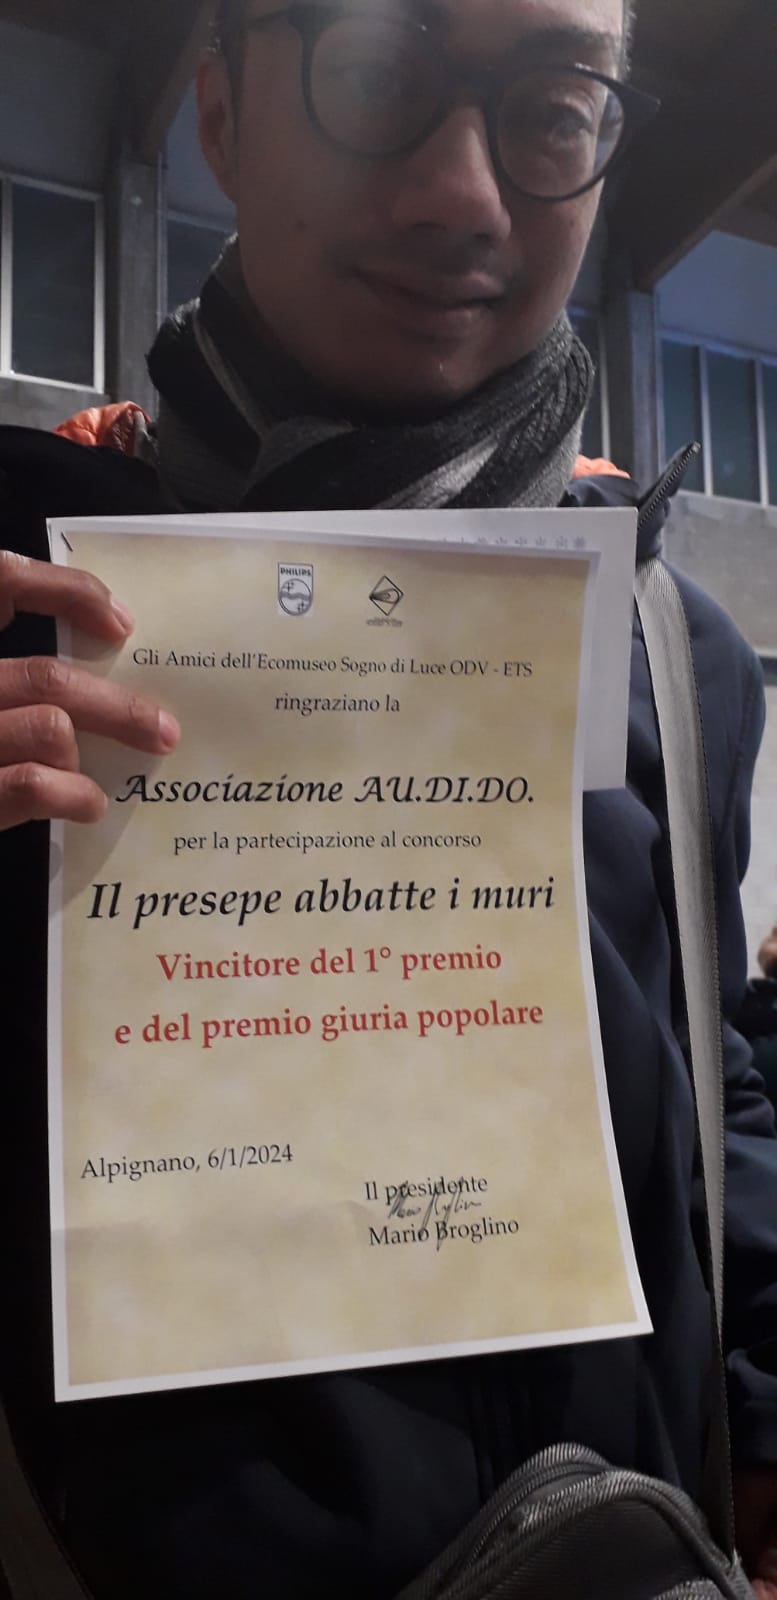 PHILIPS
Gli Amici dell'Ecomuseo Sogno di Luce ODV - ETS
ringraziano la
Associazione AU.DI.DO.
per la partecipazione al concorso
Il presepe abbatte i muri
Vincitore del 1° premio
e del premio giuria popolare
Alpignano, 6/1/2024
Il presidente
Mario Broglino